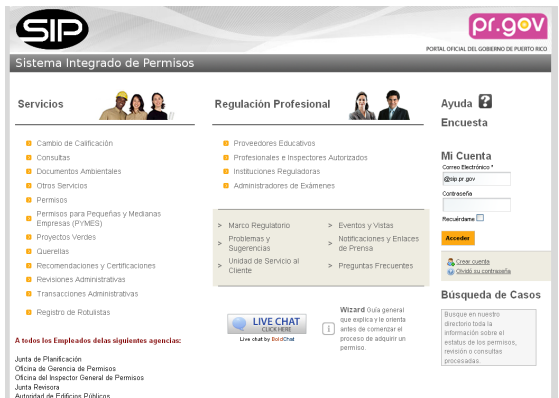 SIP
pr.gov
PORTAL OFICIAL DEL GOBIERNO DE PUERTO RICO
Sistema Integrado de Permisos
Servicios
Cambio de Calificación
Consultas
Documentos Ambientales
Otros Servicios
Permisos
Permisos para Pequeñas y Medianas
Empresas (PYMES)
Proyectos Verdes
Querellas
Recomendaciones y Certificaciones
Revisiones Administrativas
Transacciones Administrativas
Registro de Rotulistas
A todos los Empleados delas siguientes agencias:
Junta de Planificación
Oficina de Gerencia de Permisos
Oficina del Inspector General de Permisos
Junta Revisora
Autoridad de Edificios Públicos
Regulación Profesional
Proveedores Educativos
Profesionales e Inspectores Autorizados
Instituciones Reguladoras
Administradores de Exámenes
> Marco Regulatorio
> Problemas y
Sugerencias
> Unidad de Servicio al
Cliente
> Eventos y Vistas
> Notificaciones y Enlaces
de Prensa
> Preguntas Frecuentes
LIVE CHAT
CLICK HERE
Live chat by BoldChat
i
Wizard Guía general
que explica y le orienta
antes de comenzar el
proceso de adquirir un
permiso.
Ayuda ?
Encuesta
Mi Cuenta
Correo Electrónico *
@sip.pr.gov
Contraseña
Recuérdame
Acceder
Crear cuenta
Olvidó su contraseña
Búsqueda de Casos
Busque en nuestro
directorio toda la
información sobre el
estatus de los permisos,
revisión o consultas
procesadas.